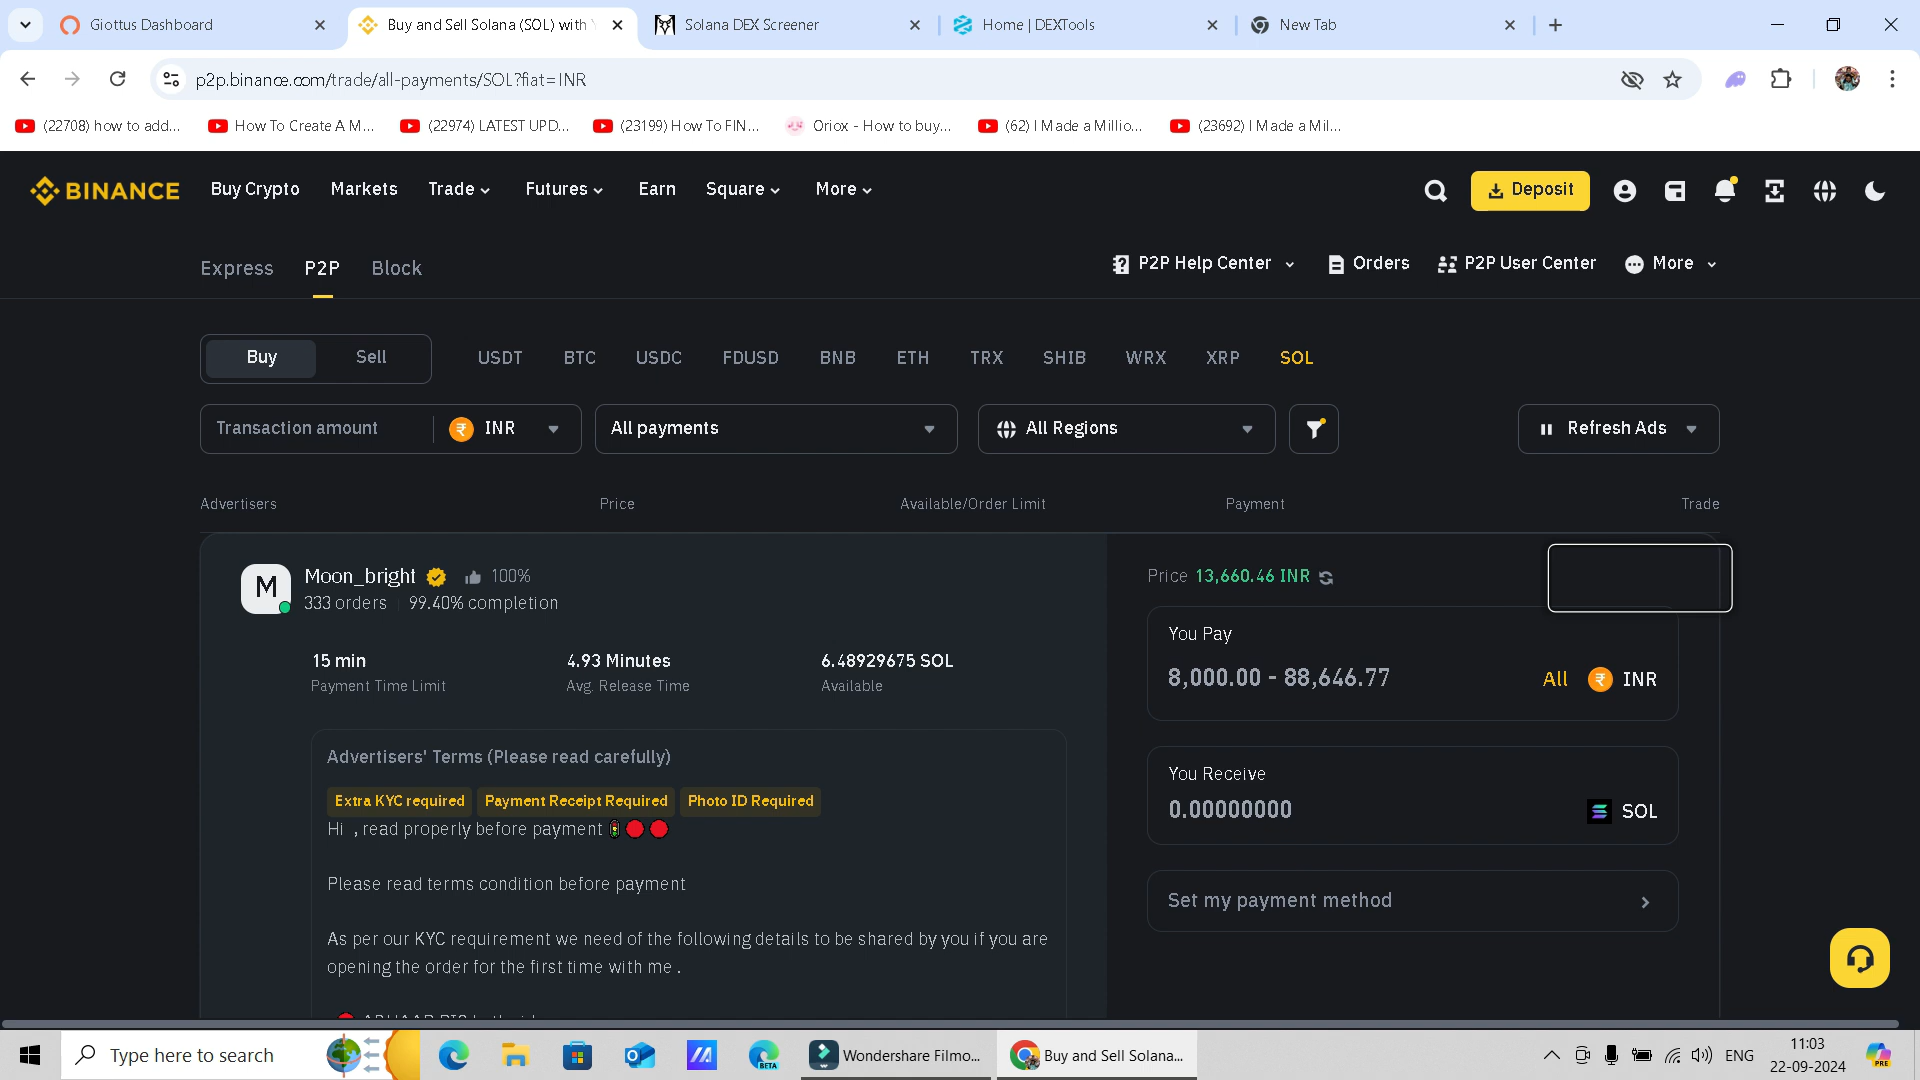 Giottus Dashboard
Buy and Sell Solana (SOL) with
Solana DEX Screener
Home | DEXTools
New Tab
p2p.binance.com/trade/all-payments/SOL?fiat=INR
(22708) how to add...
How To Create A M...
(22974) LATEST UPD...
(23199) How To FIN...
Oriox - How to buy...
(62) I Made a Millio...
(23692) I Made a Mil...
BINANCE
Buy Crypto
Markets
Trade
Futures
Earn
Square
More
Deposit
Express
P2P
Block
P2P Help Center
Orders
P2P User Center
More
Buy
Sell
USDT
BTC
USDC
FDUSD
BNB
ETH
TRX
SHIB
WRX
XRP
SOL
Transaction amount
₹ INR
All payments
All Regions
Refresh Ads
Advertisers
Price
Available/Order Limit
Payment
Trade
M
Moon_bright
100%
333 orders
99.40% completion
15 min
Payment Time Limit
4.93 Minutes
Avg. Release Time
6.48929675 SOL
Available
Advertisers' Terms (Please read carefully)
Extra KYC required
Payment Receipt Required
Photo ID Required
Hi , read properly before payment 🚦🔴🔴
Please read terms condition before payment
As per our KYC requirement we need of the following details to be shared by you if you are
opening the order for the first time with me .
Price 13,660.46 INR
You Pay
8,000.00 - 88,646.77
All
₹ INR
You Receive
0.00000000
SOL
Set my payment method
Type here to search
BETA
Wondershare Filmo...
Buy and Sell Solana...
ENG
11:03
22-09-2024
PRE